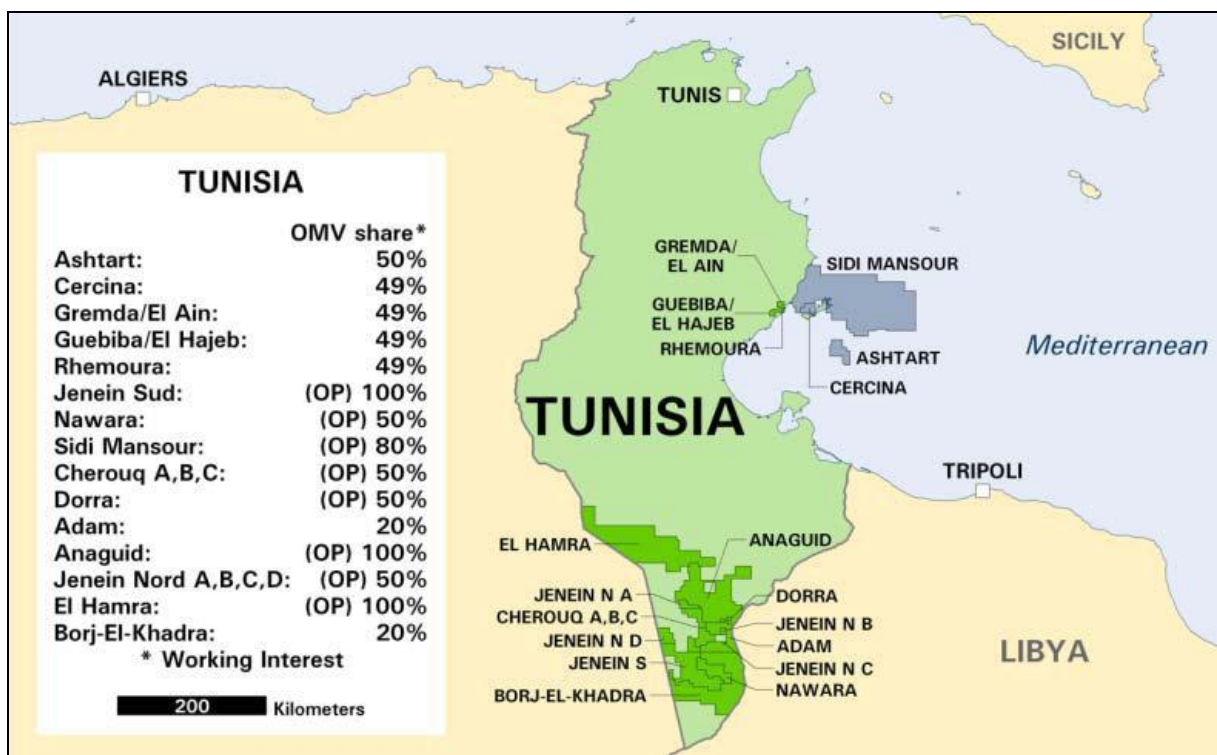 SICILY
ALGIERS
TUNIS
TUNISIA
OMV share*
Ashtart: 50%
Cercina: 49%
Gremda/El Ain: 49%
Guebiba/El Hajeb: 49%
Rhemoura: 49%
Jenein Sud: (OP) 100%
Nawara: (OP) 50%
Sidi Mansour: (OP) 80%
Cherouq A,B,C: (OP) 50%
Dorra: (OP) 50%
Adam: 20%
Anaguid: (OP) 100%
Jenein Nord A,B,C,D: (OP) 50%
El Hamra: (OP) 100%
Borj-El-Khadra: 20%
* Working Interest
200 Kilometers
GREMDA/
EL AIN
SIDI MANSOUR
GUEBIBA/
EL HAJEB
RHEMOURA
ASHTART
CERCINA
Mediterranean
TUNISIA
TRIPOLI
EL HAMRA
ANAGUID
JENEIN N A
DORRA
CHEROUQ A,B,C
JENEIN N B
JENEIN N D
ADAM
JENEIN S
JENEIN N C
BORJ-EL-KHADRA
NAWARA
LIBYA